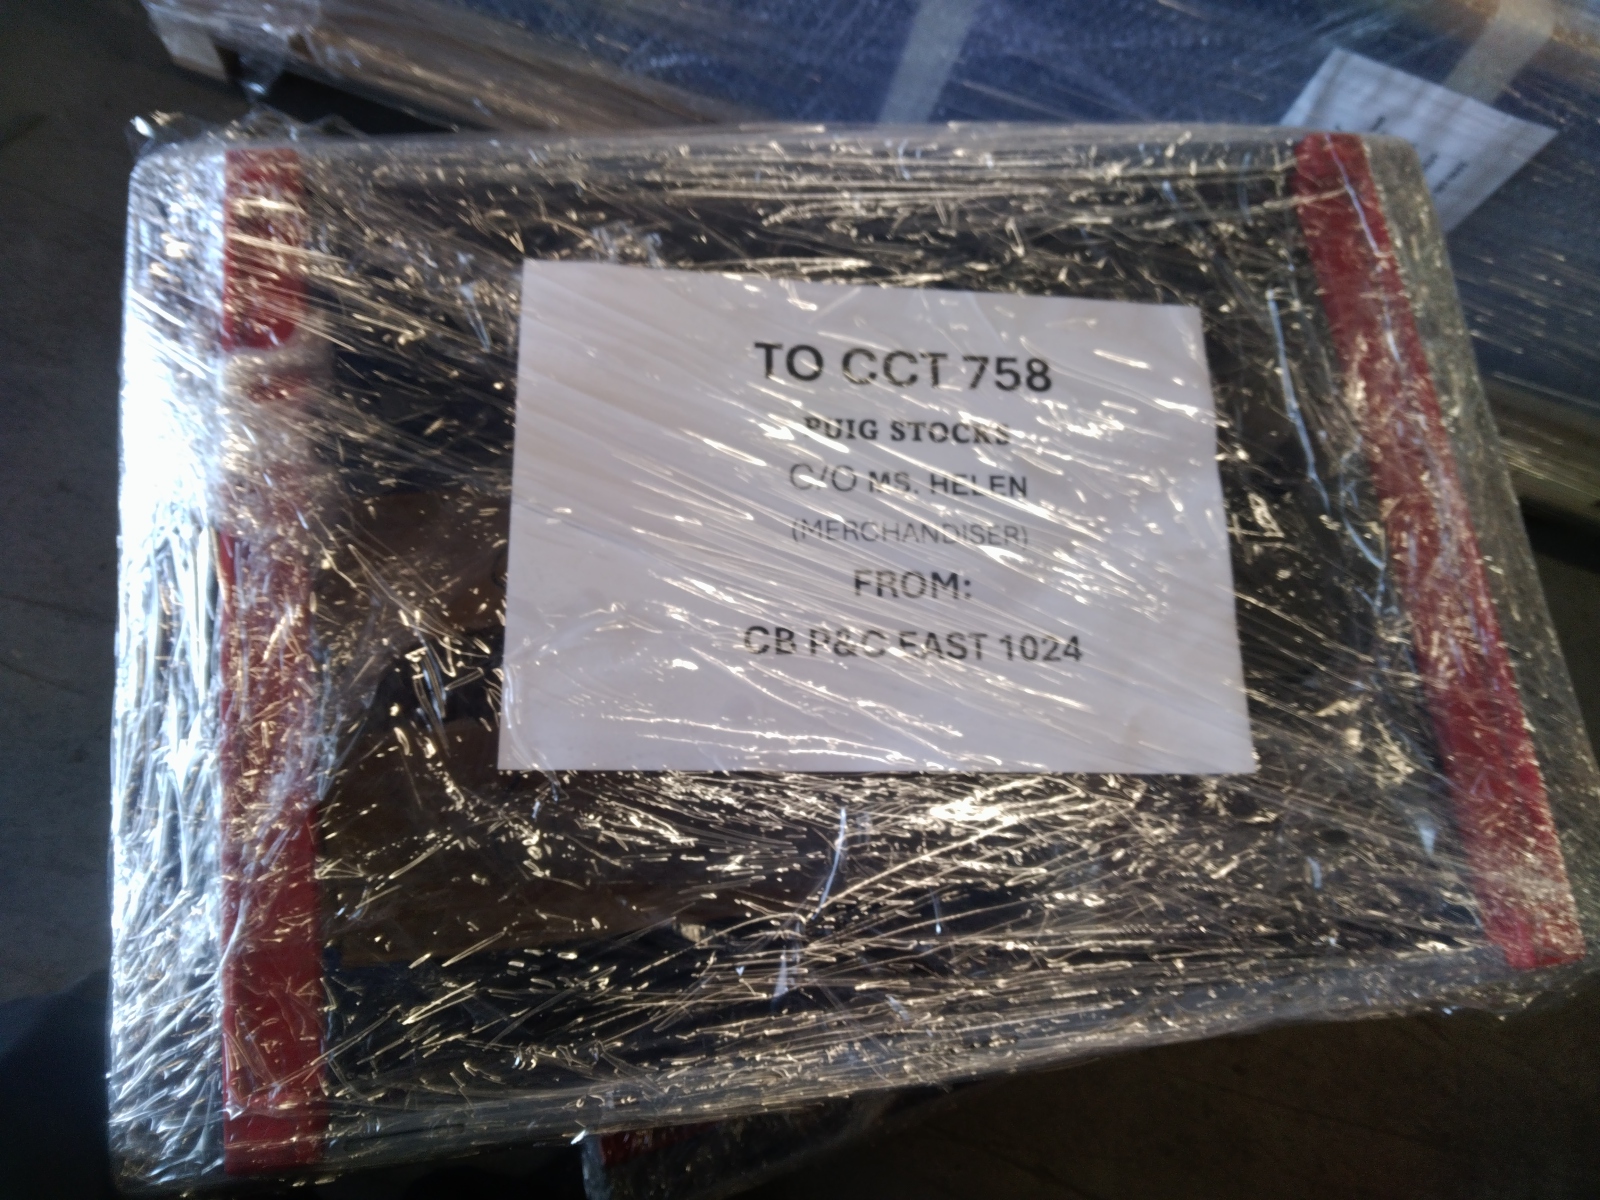 TO CCT 758
PUIG STOCKS
C/O MS. HELEN
(MERCHANDISER)
FROM:
CB P&C EAST 1024